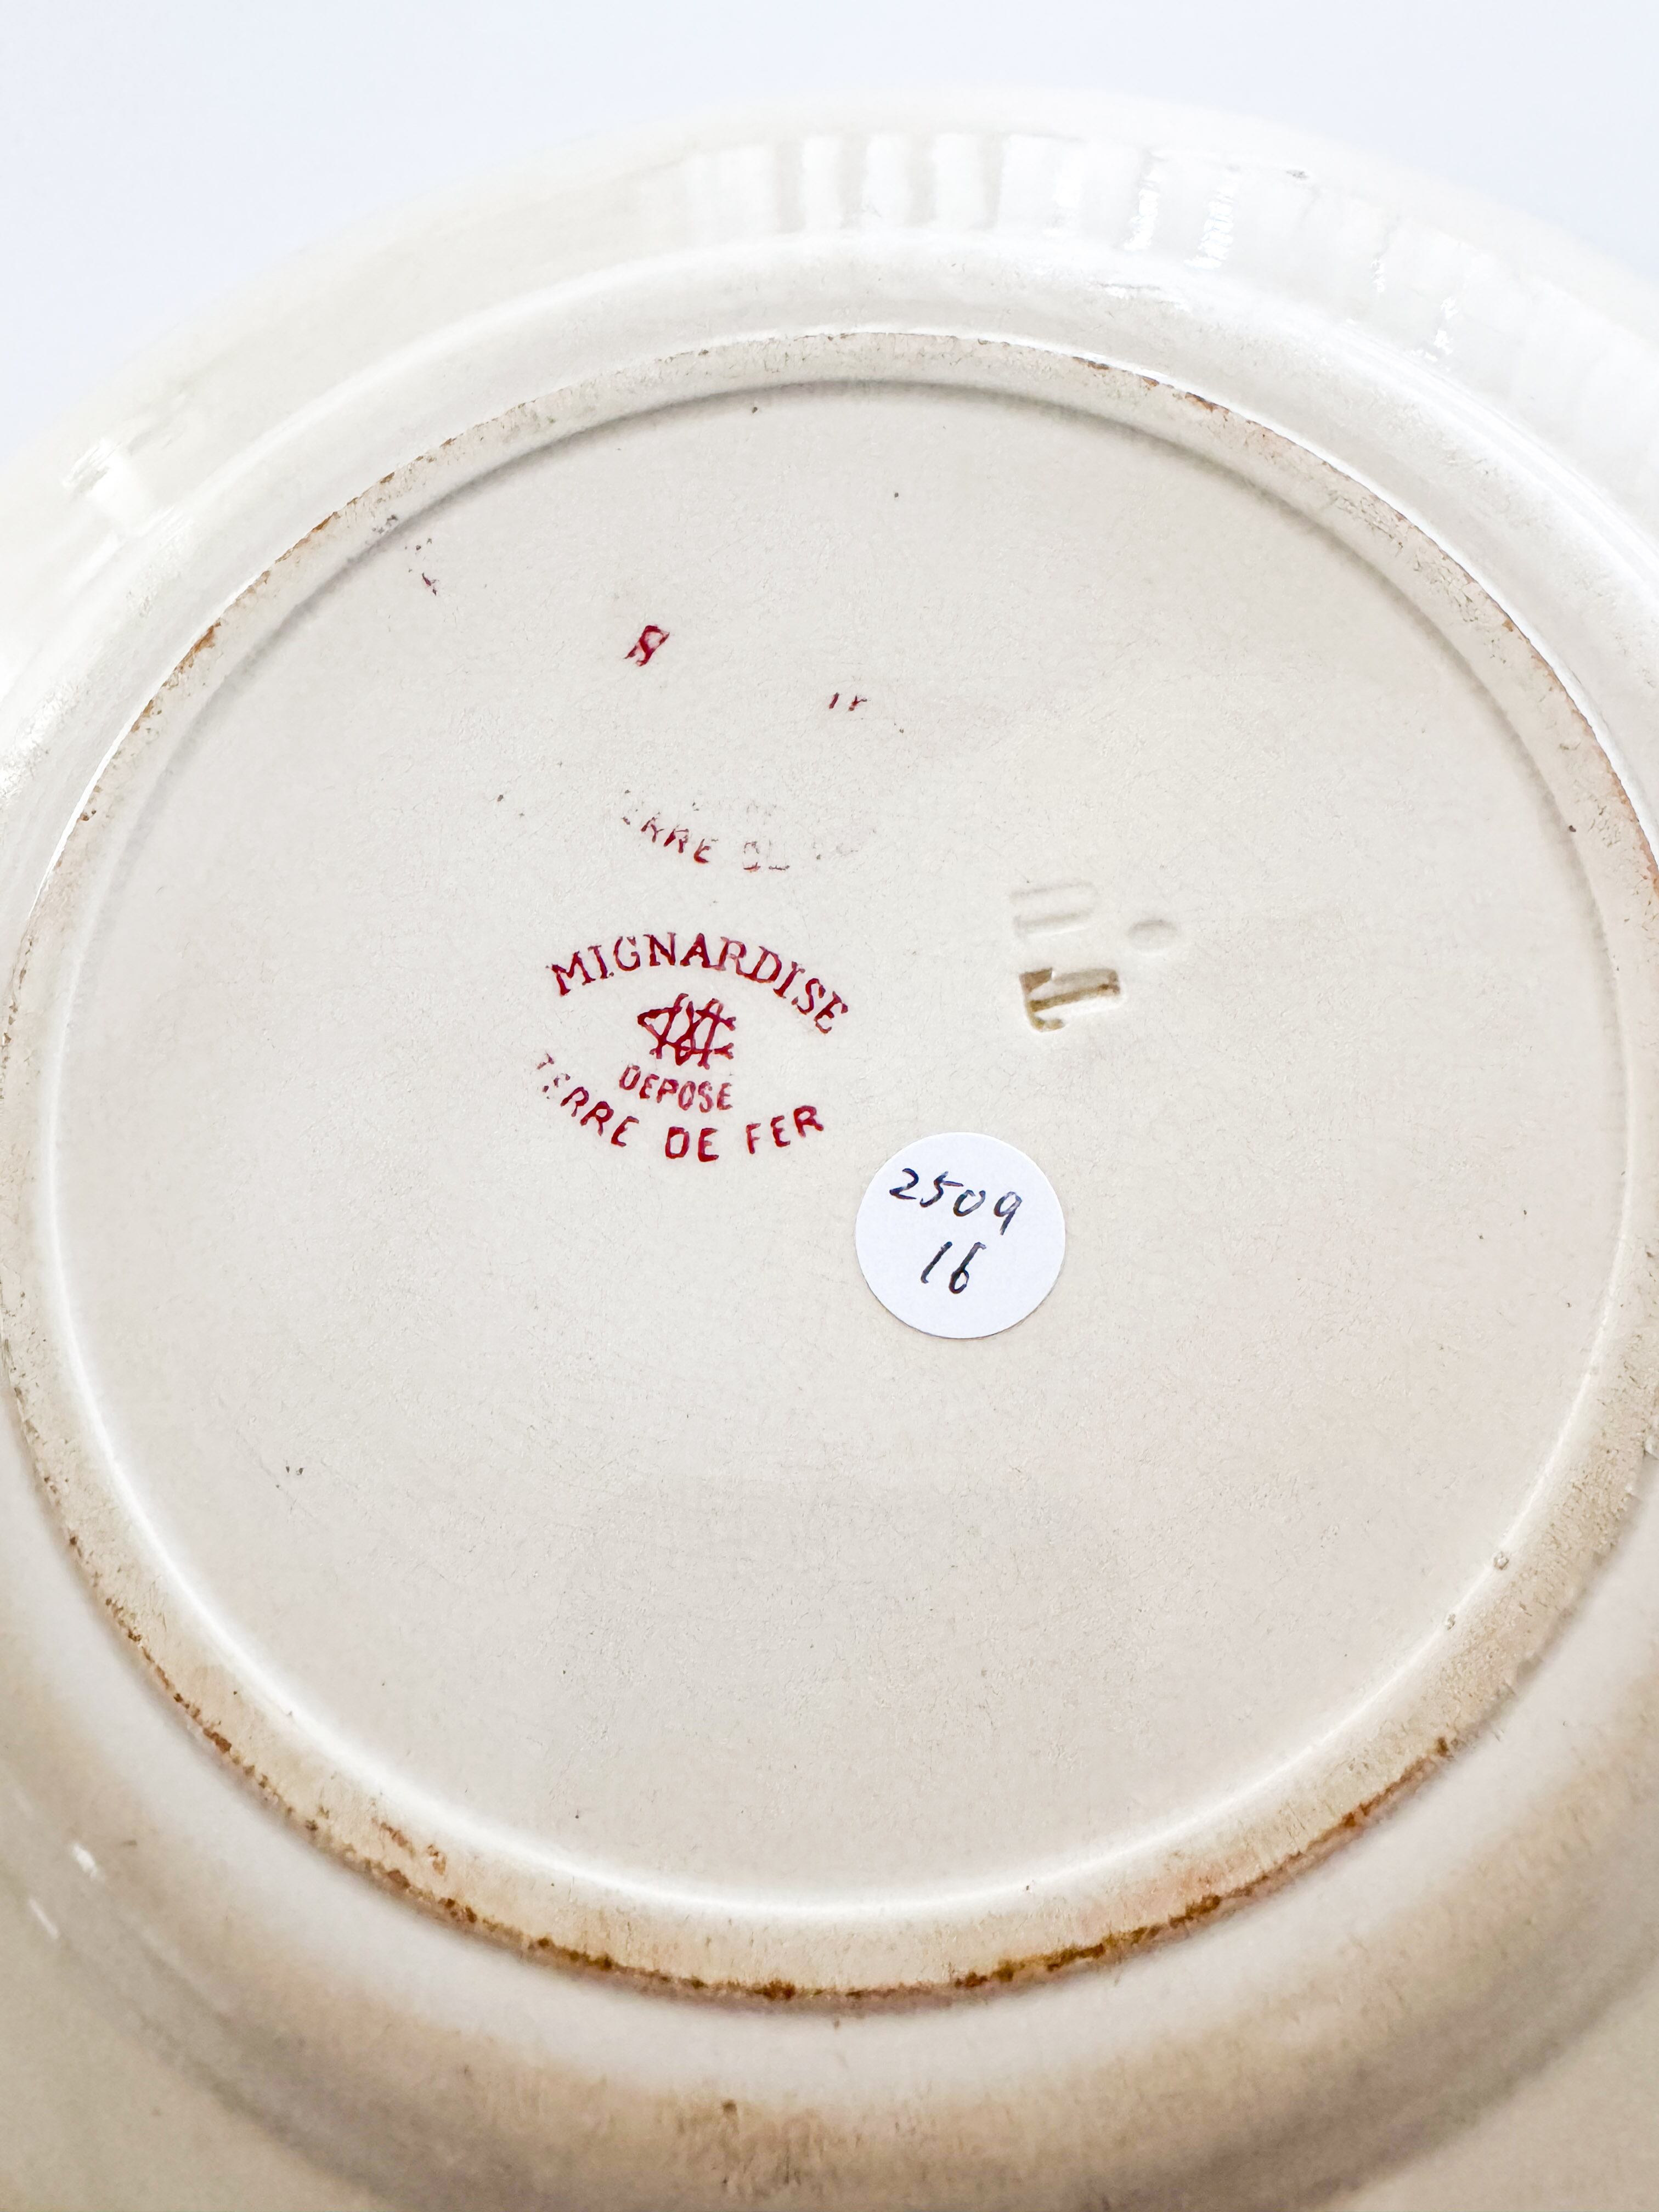 MIGNARDISE
DEPOSE
TERRE DE FER
2509
16